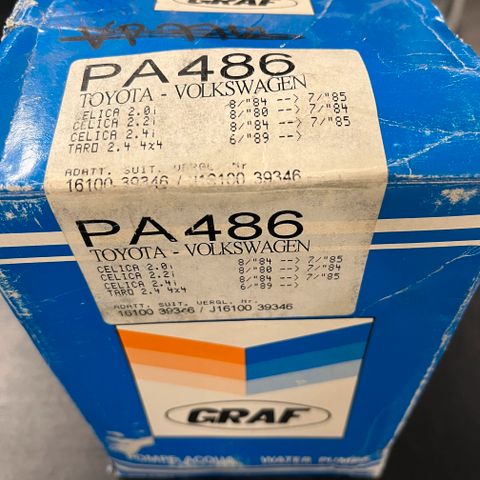 GRAF
PA486
TOYOTA - VOLKSWAGEN
CELICA 2.0i 8/"84 --> 7/"85
CELICA 2.2i 8/"80 --> 7/"84
CELICA 2.4i 8/"84 --> 7/"85
TARO 2.4 4x4 6/"89 -->
ADATT. SUIT. VERGL. Nr.
16100 39346 / J16100 39346
PA486
TOYOTA - VOLKSWAGEN
CELICA 2.0i 8/"84 --> 7/"85
CELICA 2.2i 8/"80 --> 7/"84
CELICA 2.4i 8/"84 --> 7/"85
TARO 2.4 4x4 6/"89 -->
ADATT. SUIT. VERGL. Nr.
16100 39346 / J16100 39346
GRAF
ACQUA WATER